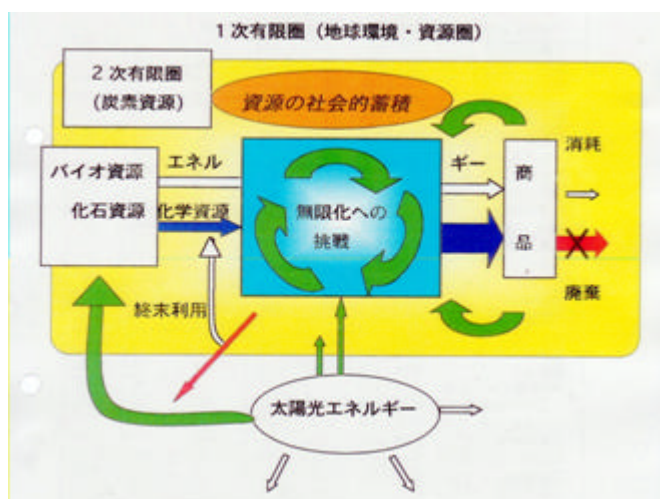 1次有限圏（地球環境・資源圏）
2次有限圏
(炭素資源)
資源の社会的蓄積
バイオ資源
化石資源
エネル
ギー
化学資源
無限化への
挑戦
商
品
消耗
廃棄
終末利用
太陽光エネルギー